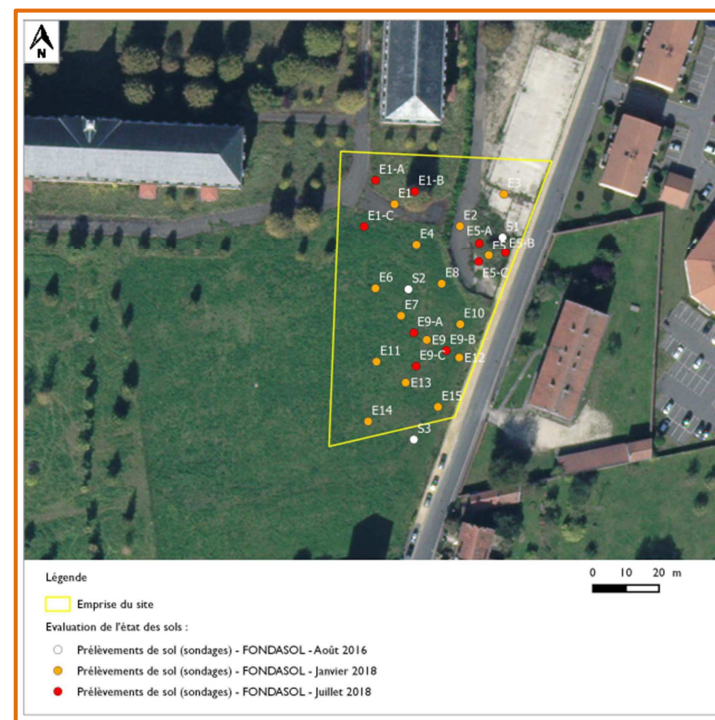 N
E1-A
E1-B
E3
E1
E1-C
E2
S1
E4
E5-A
E5
E5-B
E5-C
E6
S2
E8
E7
E10
E9-A
E9
E9-B
E11
E9-C
E12
E13
E15
E14
S3
Légende
0 10 20 m
Emprise du site
Evaluation de l'état des sols :
Prélèvements de sol (sondages) - FONDASOL - Août 2016
Prélèvements de sol (sondages) - FONDASOL - Janvier 2018
Prélèvements de sol (sondages) - FONDASOL - Juillet 2018